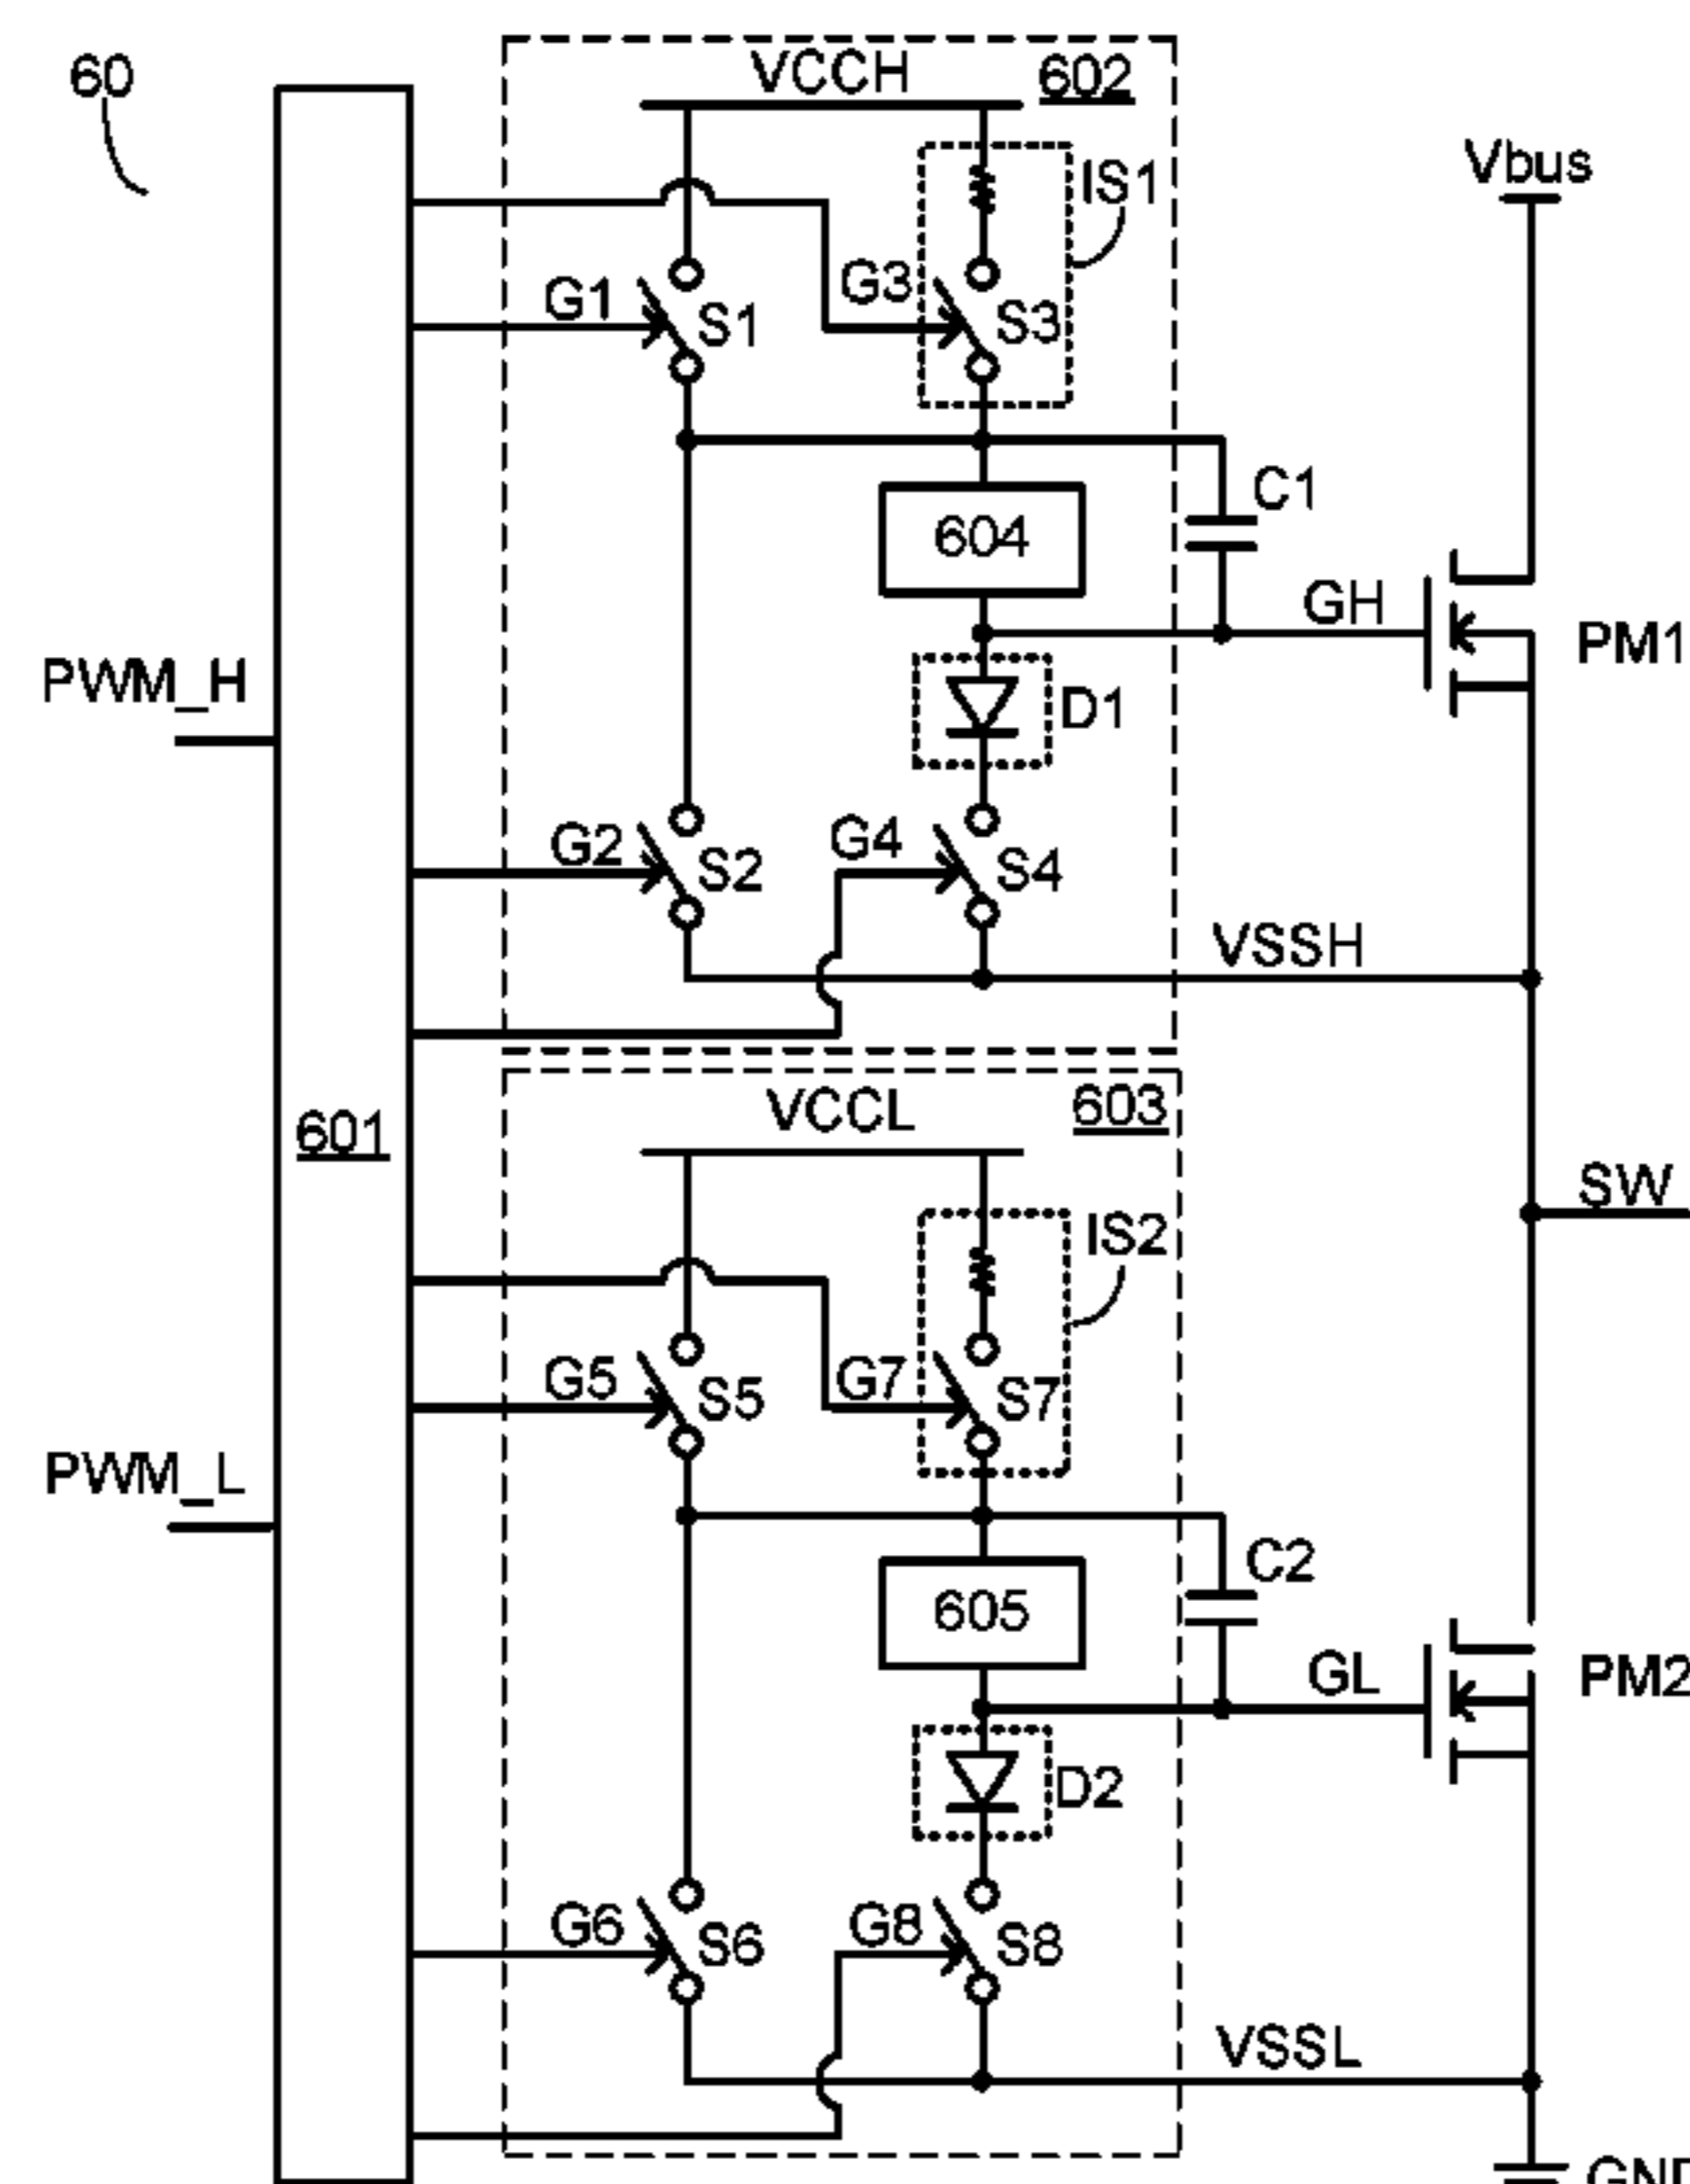 60
VCCH
602
IS1
Vbus
G1
S1
G3
S3
C1
604
GH
PM1
PWM_H
D1
G2
S2
G4
S4
VSSH
601
VCCL
603
SW
IS2
G5
S5
G7
S7
PWM_L
C2
605
GL
PM2
D2
G6
S6
G8
S8
VSSL
GND